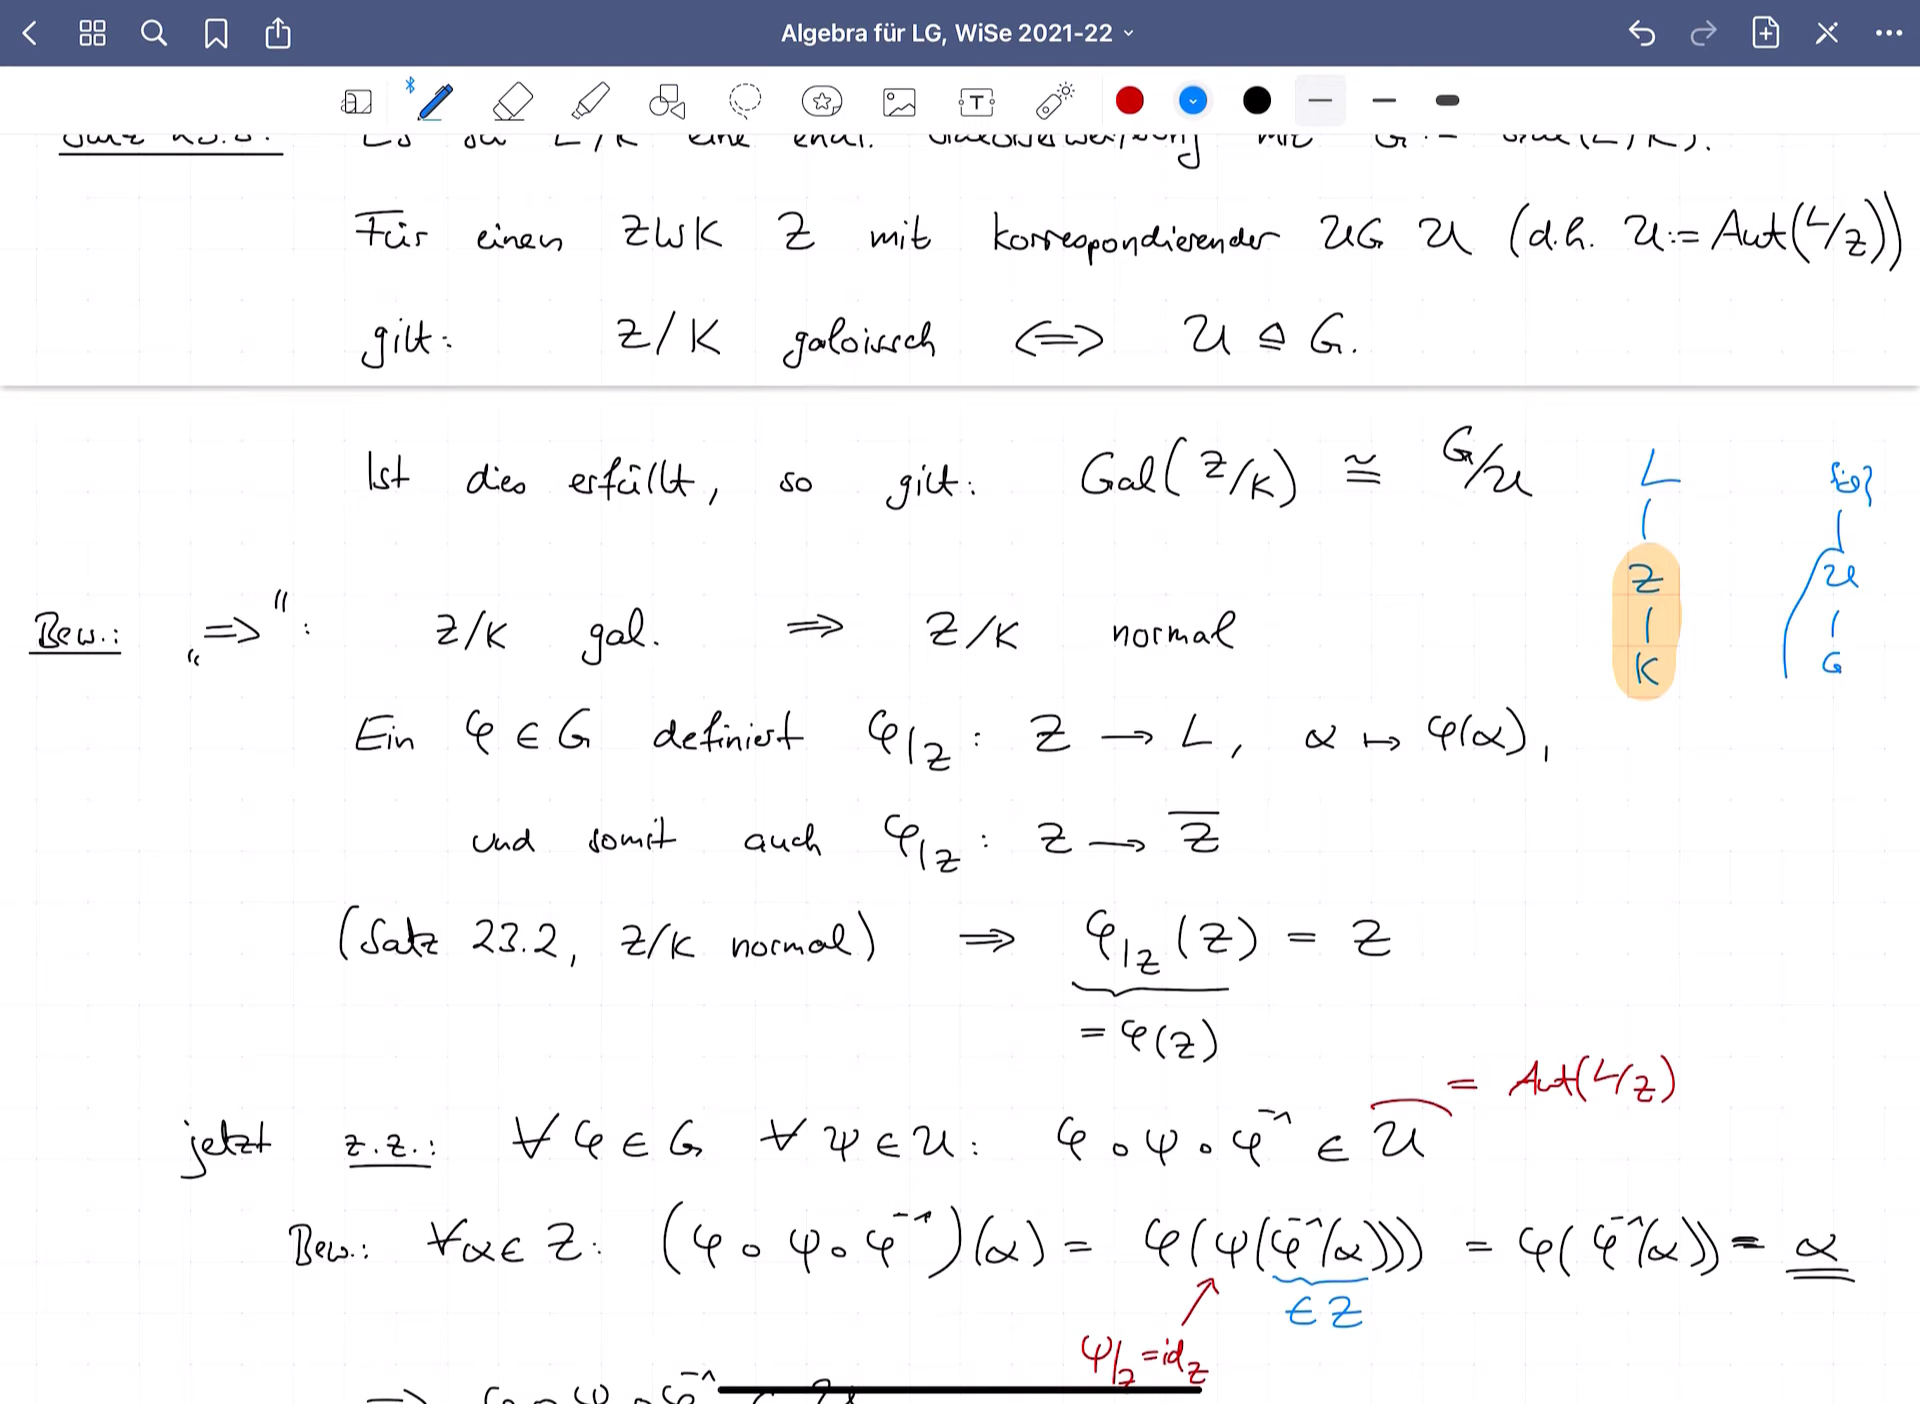 Algebra für LG, WiSe 2021-22
Für einen ZWK Z mit korrespondierender UG U (d.h. U := Aut(L/Z))
gilt: Z/K galoissch ⟺ U ⊴ G.
Ist dies erfüllt, so gilt: Gal(Z/K) ≅ G/U
L
|
Z
|
K
|
U
|
G
Bew.: „=>“: Z/K gal. ⟹ Z/K normal
Ein φ ∈ G definiert φ|Z : Z → L, α ↦ φ(α),
und somit auch φ|Z : Z → Z̅
(Satz 23.2, Z/K normal) ⟹ φ|Z (Z) = Z
= φ(Z)
= Aut(L/Z)
jetzt z.z.: ∀ φ ∈ G ∀ ψ ∈ U : φ ∘ ψ ∘ φ⁻¹ ∈ U
Bew.: ∀α ∈ Z: (φ ∘ ψ ∘ φ⁻¹)(α) = φ(ψ(φ⁻¹(α))) = φ(φ⁻¹(α)) = α
∈ Z
ψ|Z = idZ